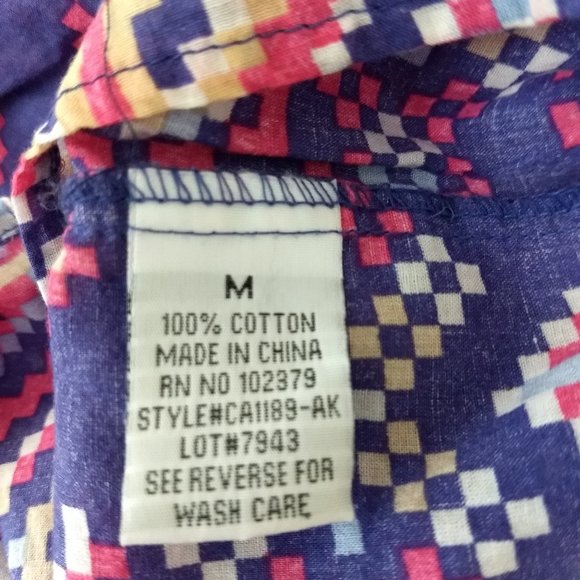 M
100% COTTON
MADE IN CHINA
RN NO 102379
STYLE#CA1189-AK
LOT#7943
SEE REVERSE FOR
WASH CARE